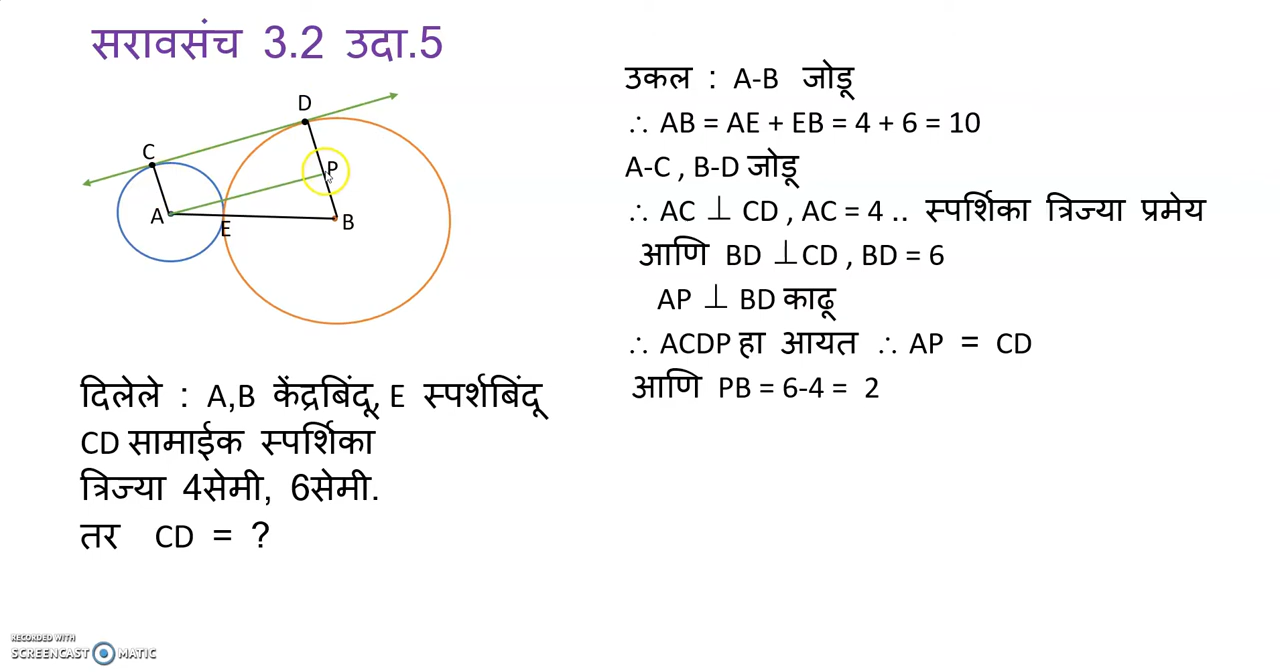 सरावसंच 3.2 उदा.5
D
C
P
A
B
E
दिलेले : A,B केंद्रबिंदू, E स्पर्शबिंदू
CD सामाईक स्पर्शिका
त्रिज्या 4सेमी, 6सेमी.
तर CD = ?
उकल : A-B जोडू
∴ AB = AE + EB = 4 + 6 = 10
A-C , B-D जोडू
∴ AC ⊥ CD , AC = 4 .. स्पर्शिका त्रिज्या प्रमेय
आणि BD ⊥CD , BD = 6
AP ⊥ BD काढू
∴ ACDP हा आयत ∴ AP = CD
आणि PB = 6-4 = 2
RECORDED WITH
SCREENCAST MATIC